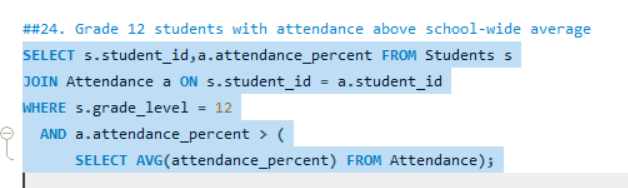 ##24. Grade 12 students with attendance above school-wide average
SELECT s.student_id,a.attendance_percent FROM Students s
JOIN Attendance a ON s.student_id = a.student_id
WHERE s.grade_level = 12
AND a.attendance_percent > (
SELECT AVG(attendance_percent) FROM Attendance);